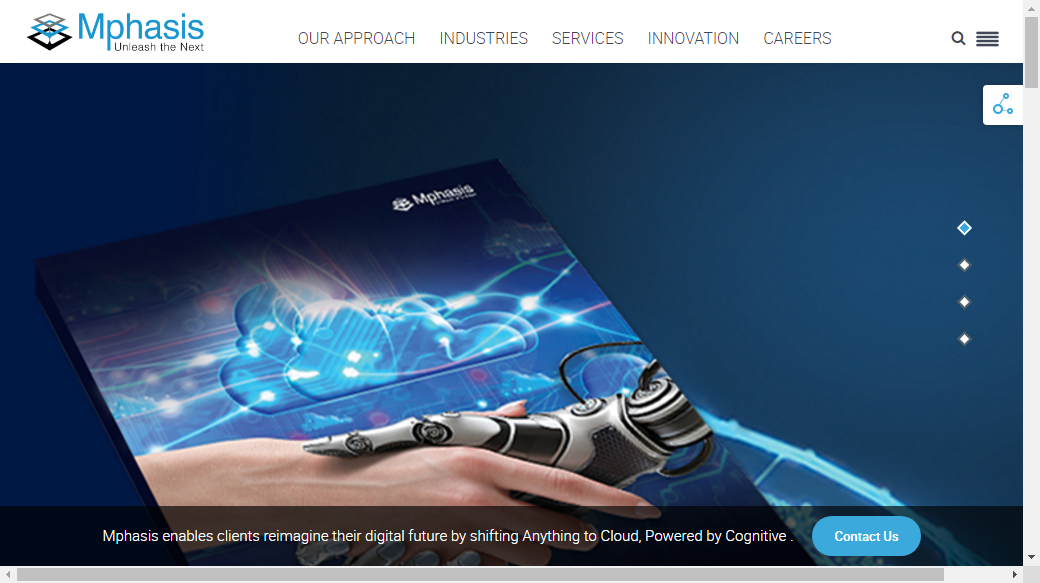 Mphasis
Unleash the Next
OUR APPROACH INDUSTRIES SERVICES INNOVATION CAREERS
Mphasis
Mphasis enables clients reimagine their digital future by shifting Anything to Cloud, Powered by Cognitive .
Contact Us